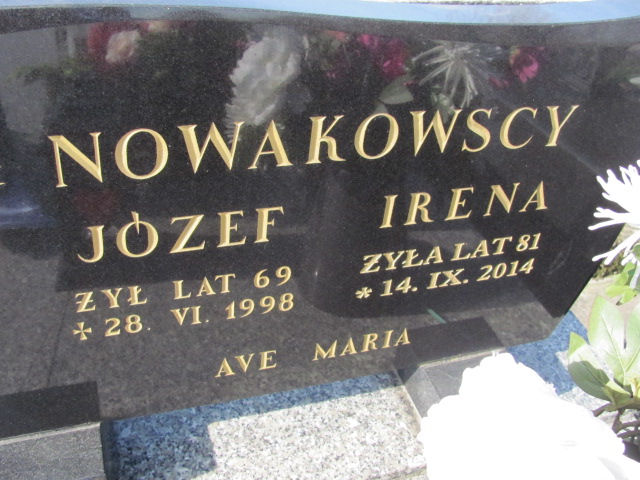 NOWAKOWSCY
JÓZEF
ŻYŁ LAT 69
+ 28. VI. 1998
IRENA
ŻYŁA LAT 81
* 14. IX. 2014
AVE MARIA